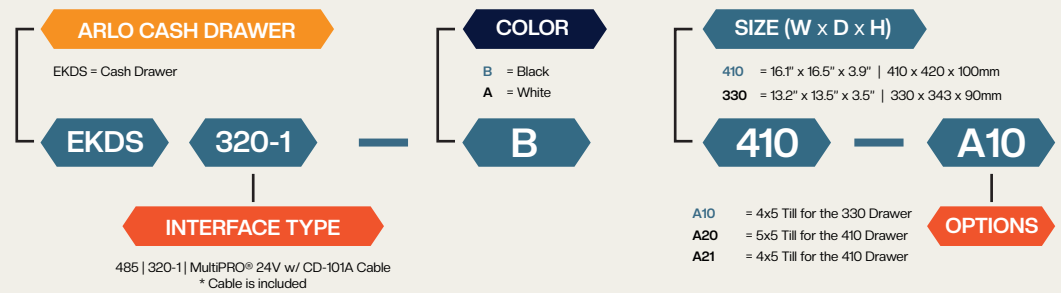 ARLO CASH DRAWER
EKDS = Cash Drawer
COLOR
B = Black
A = White
SIZE (W x D x H)
410 = 16.1" x 16.5" x 3.9" | 410 x 420 x 100mm
330 = 13.2" x 13.5" x 3.5" | 330 x 343 x 90mm
EKDS 320-1 — B 410 — A10
INTERFACE TYPE
485 | 320-1 | MultiPRO® 24V w/ CD-101A Cable
* Cable is included
A10 = 4x5 Till for the 330 Drawer
A20 = 5x5 Till for the 410 Drawer
A21 = 4x5 Till for the 410 Drawer
OPTIONS